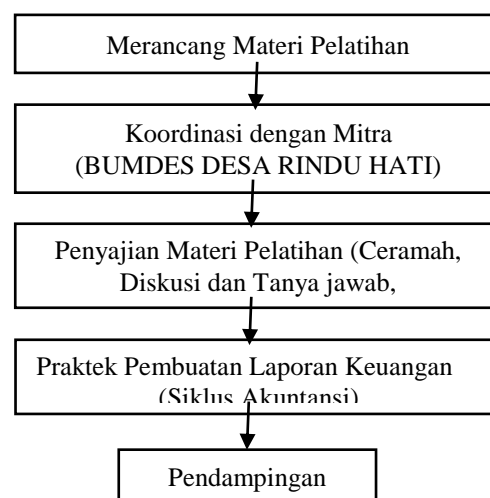 Merancang Materi Pelatihan
Koordinasi dengan Mitra
(BUMDES DESA RINDU HATI)
Penyajian Materi Pelatihan (Ceramah,
Diskusi dan Tanya jawab,
Praktek Pembuatan Laporan Keuangan
(Siklus Akuntansi)
Pendampingan